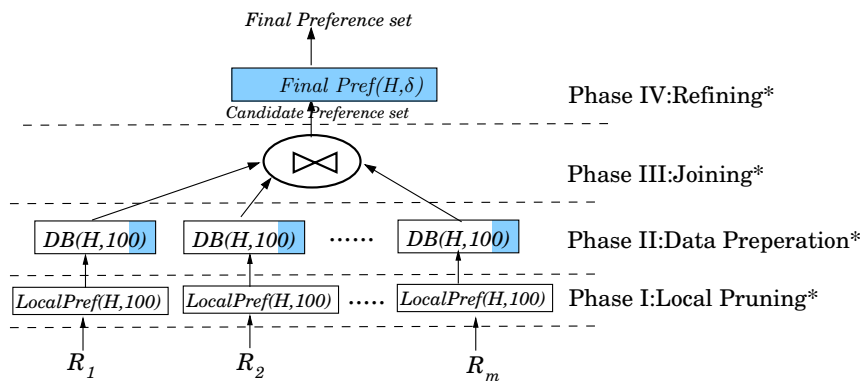 Final Preference set
Final Pref(H,δ)
Phase IV:Refining*
Candidate Preference set
⋈
Phase III:Joining*
DB(H,100) DB(H,100) ...... DB(H,100)
Phase II:Data Preperation*
LocalPref(H,100) LocalPref(H,100) ..... LocalPref(H,100)
Phase I:Local Pruning*
R1 R2 Rm